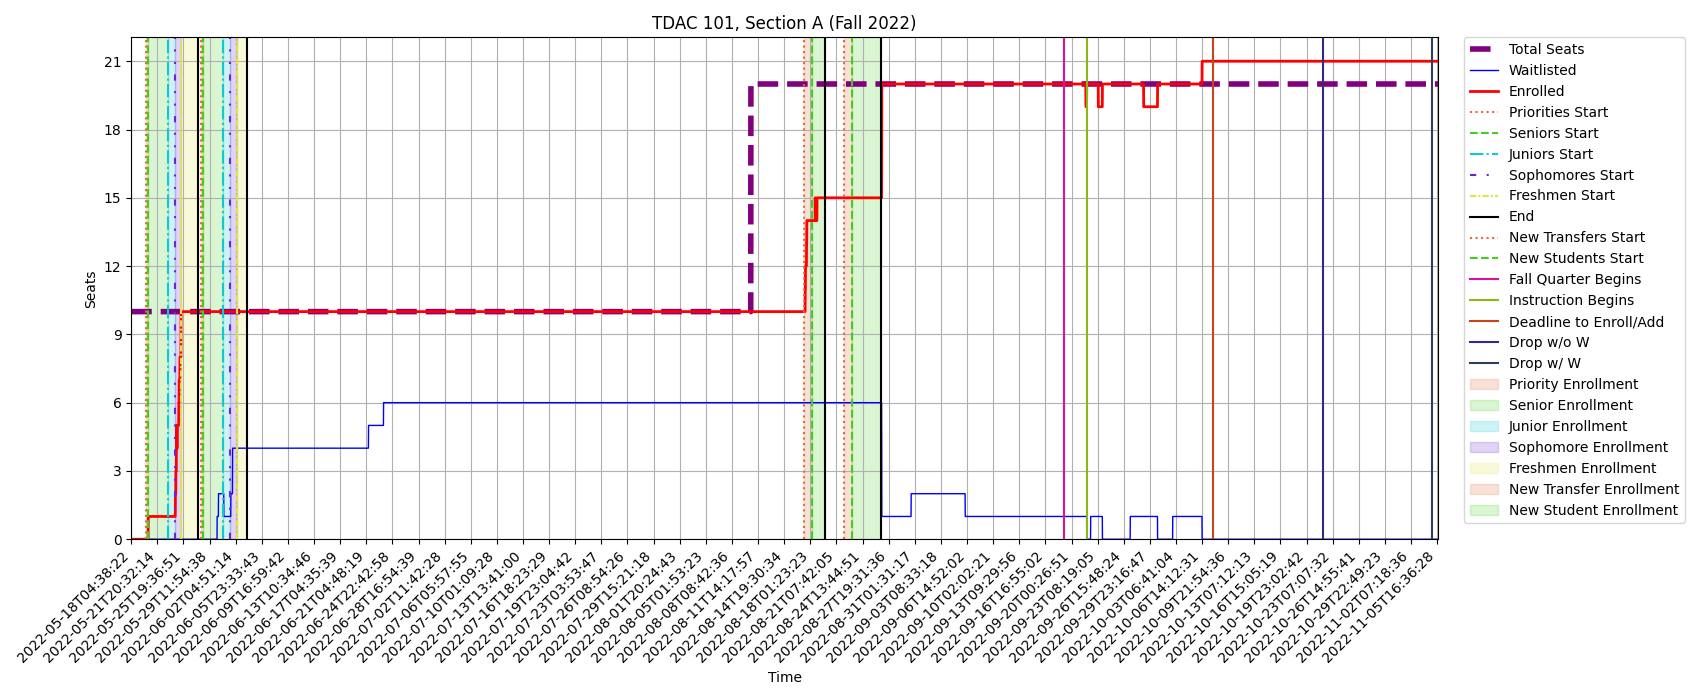 TDAC 101, Section A (Fall 2022)
Seats
21
18
15
12
9
6
3
0
2022-05-18T04:38:22
2022-05-21T20:32:14
2022-05-25T19:36:51
2022-05-29T11:54:38
2022-06-02T04:51:14
2022-06-05T23:33:43
2022-06-09T16:59:42
2022-06-13T10:34:46
2022-06-17T04:35:39
2022-06-21T04:48:19
2022-06-24T22:42:58
2022-06-28T16:54:39
2022-07-02T11:42:28
2022-07-06T05:57:55
2022-07-10T01:09:28
2022-07-13T13:41:00
2022-07-16T18:23:29
2022-07-19T23:04:42
2022-07-23T03:53:47
2022-07-26T08:54:26
2022-07-29T15:21:18
2022-08-01T20:24:43
2022-08-05T01:53:23
2022-08-08T08:42:36
2022-08-11T14:17:57
2022-08-14T19:30:34
2022-08-18T01:23:23
2022-08-21T07:42:05
2022-08-24T13:44:51
2022-08-27T19:31:36
2022-08-31T01:31:17
2022-09-03T08:33:18
2022-09-06T14:52:02
2022-09-10T02:02:21
2022-09-13T09:29:56
2022-09-16T16:55:02
2022-09-20T00:26:51
2022-09-23T08:19:05
2022-09-26T15:48:24
2022-09-29T23:16:47
2022-10-03T06:41:04
2022-10-06T14:12:31
2022-10-09T21:54:36
2022-10-13T07:12:13
2022-10-16T15:05:19
2022-10-19T23:02:42
2022-10-23T07:07:32
2022-10-26T14:55:41
2022-10-29T22:49:23
2022-11-02T07:18:36
2022-11-05T16:36:28
Time
Total Seats
Waitlisted
Enrolled
Priorities Start
Seniors Start
Juniors Start
Sophomores Start
Freshmen Start
End
New Transfers Start
New Students Start
Fall Quarter Begins
Instruction Begins
Deadline to Enroll/Add
Drop w/o W
Drop w/ W
Priority Enrollment
Senior Enrollment
Junior Enrollment
Sophomore Enrollment
Freshmen Enrollment
New Transfer Enrollment
New Student Enrollment